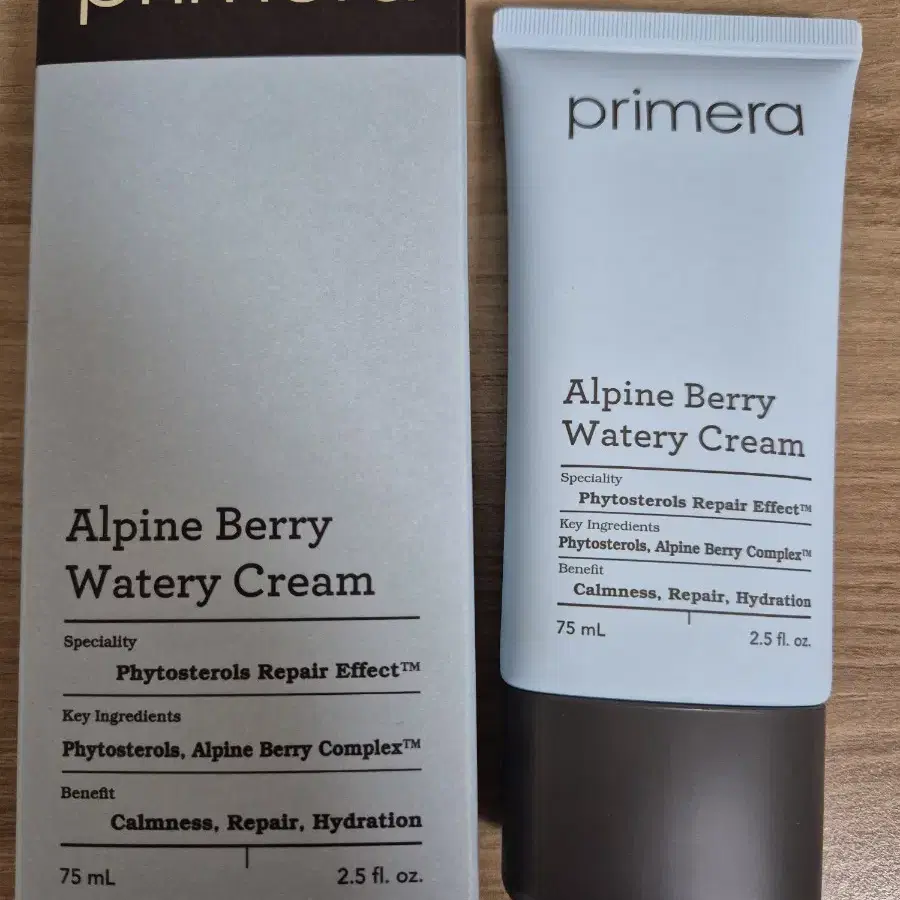 primera
Alpine Berry
Watery Cream
Speciality
Phytosterols Repair Effect™
Key Ingredients
Phytosterols, Alpine Berry Complex™
Benefit
Calmness, Repair, Hydration
75 mL 2.5 fl. oz.
primera
Alpine Berry
Watery Cream
Speciality
Phytosterols Repair Effect™
Key Ingredients
Phytosterols, Alpine Berry Complex™
Benefit
Calmness, Repair, Hydration
75 mL 2.5 fl. oz.